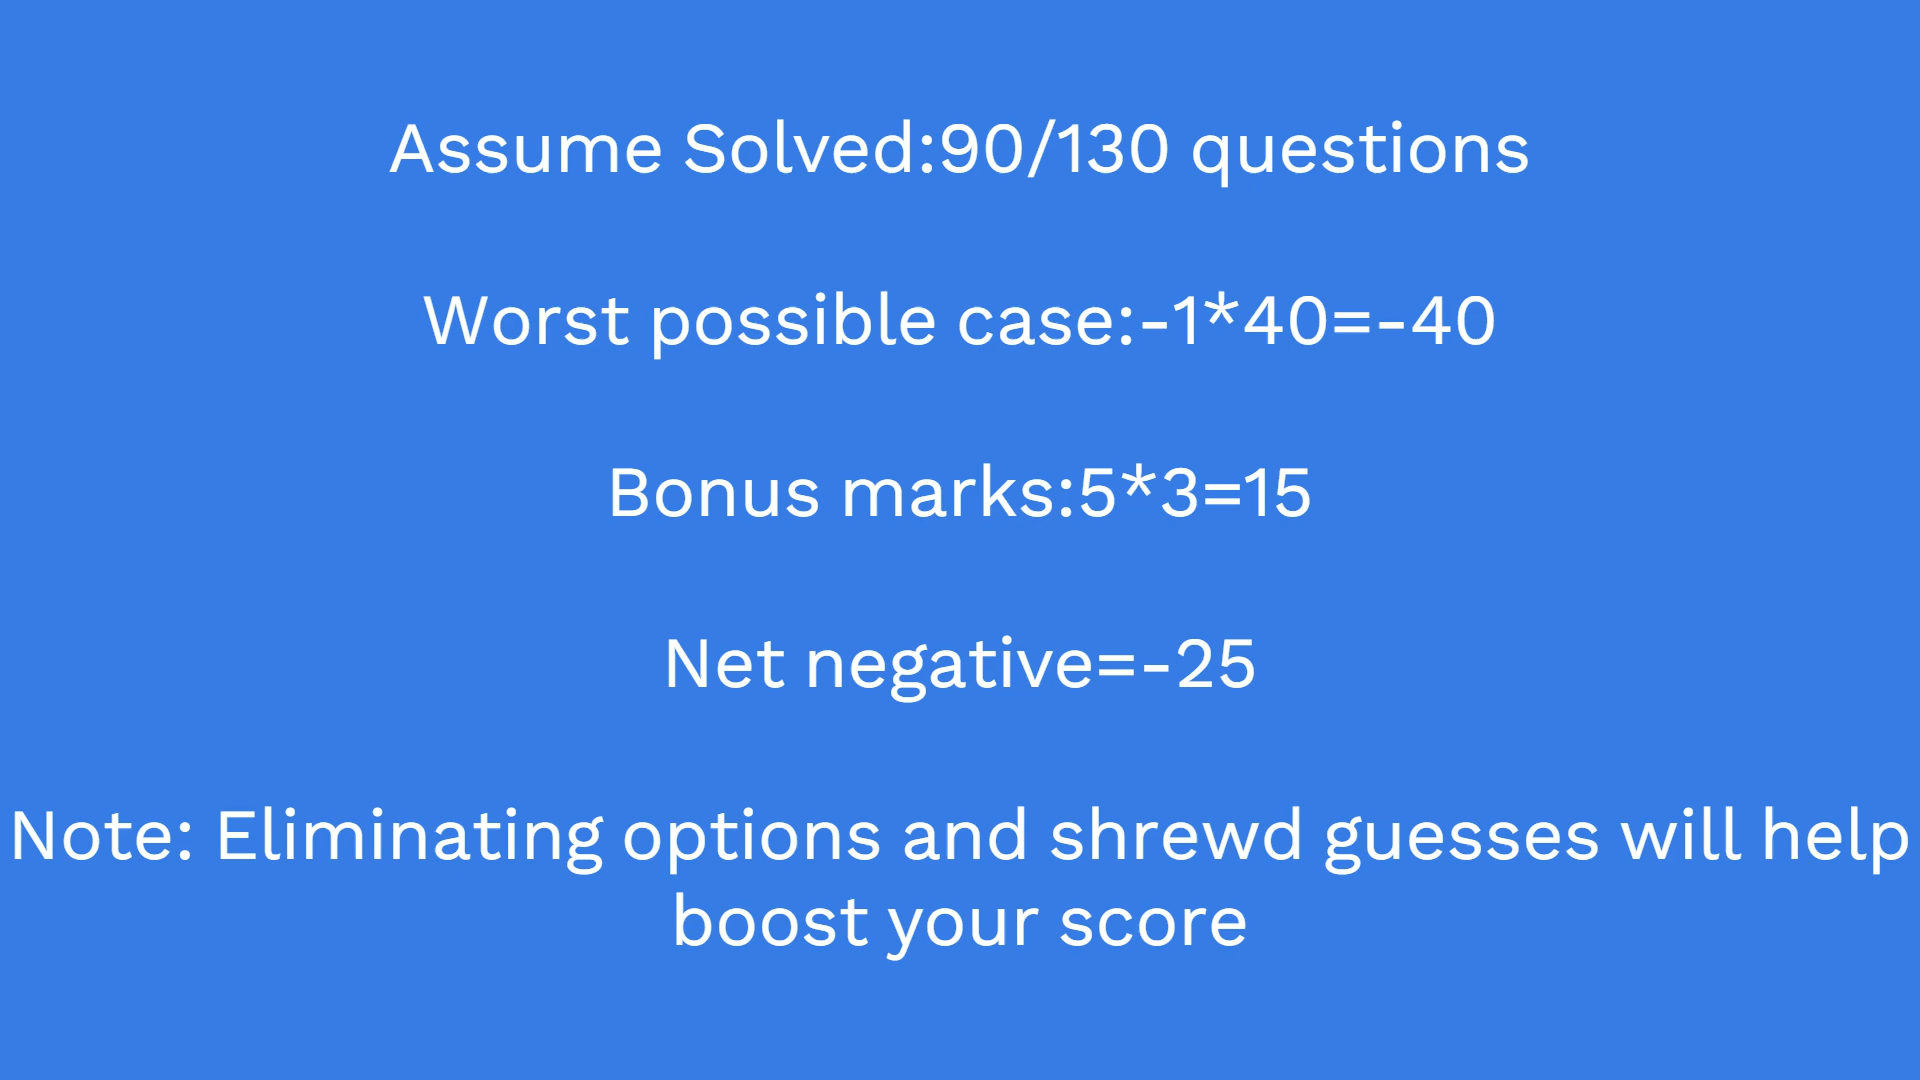 Assume Solved:90/130 questions
Worst possible case:-1*40=-40
Bonus marks:5*3=15
Net negative=-25
Note: Eliminating options and shrewd guesses will help
boost your score